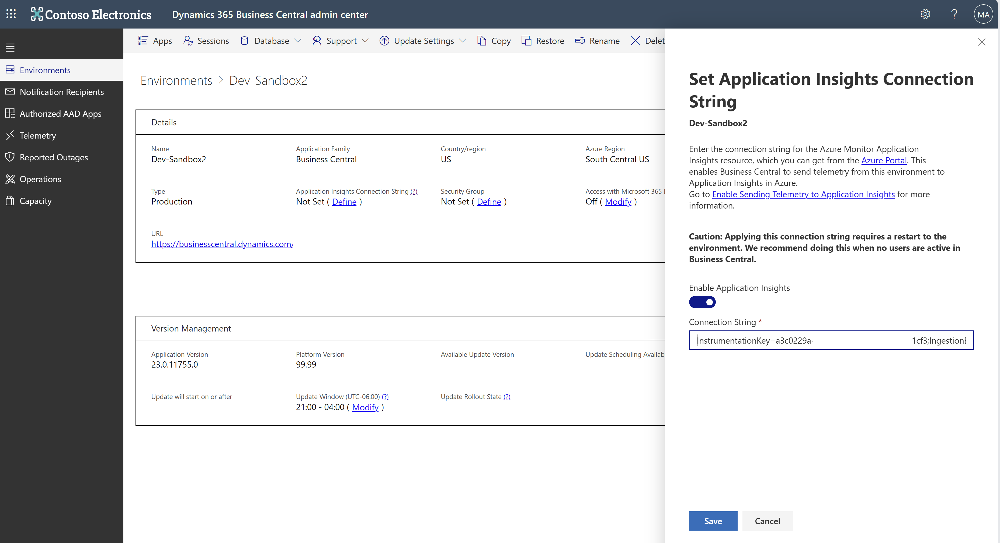 Contoso Electronics
Dynamics 365 Business Central admin center
MA
Apps
Sessions
Database
Support
Update Settings
Copy
Restore
Rename
Delet
Environments
Notification Recipients
Authorized AAD Apps
Telemetry
Reported Outages
Operations
Capacity
Environments > Dev-Sandbox2
Details
Name
Dev-Sandbox2
Application Family
Business Central
Country/region
US
Azure Region
South Central US
Type
Production
Application Insights Connection String (?)
Not Set ( Define )
Security Group
Not Set ( Define )
Access with Microsoft 365
Off ( Modify )
URL
https://businesscentral.dynamics.com/
Version Management
Application Version
23.0.11755.0
Platform Version
99.99
Available Update Version
Update Scheduling Availab
Update will start on or after
Update Window (UTC-06:00) (?)
21:00 - 04:00 ( Modify )
Update Rollout State (?)
Set Application Insights Connection
String
Dev-Sandbox2
Enter the connection string for the Azure Monitor Application
Insights resource, which you can get from the Azure Portal. This
enables Business Central to send telemetry from this environment to
Application Insights in Azure.
Go to Enable Sending Telemetry to Application Insights for more
information.
Caution: Applying this connection string requires a restart to the
environment. We recommend doing this when no users are active in
Business Central.
Enable Application Insights
Connection String *
InstrumentationKey=a3c0229a- 1cf3;Ingestion
Save
Cancel